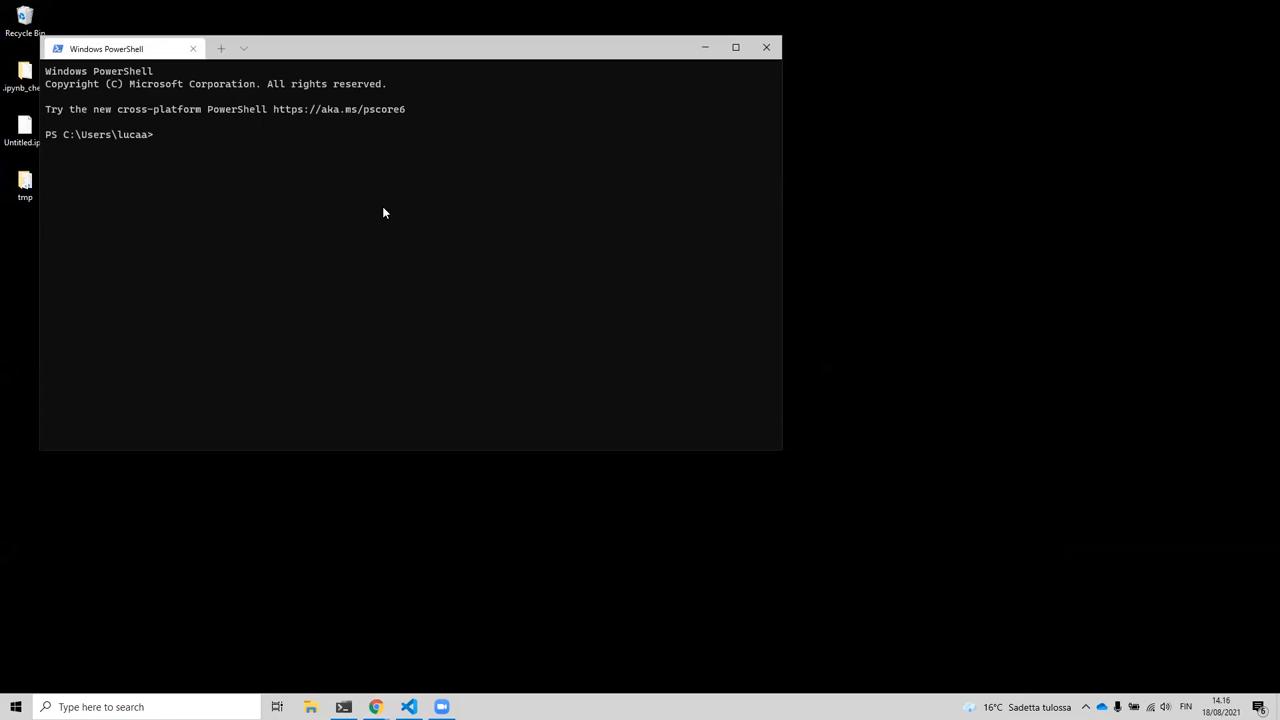 Recycle Bin
.ipynb_che
Untitled.ip
tmp
Windows PowerShell
Windows PowerShell
Copyright (C) Microsoft Corporation. All rights reserved.
Try the new cross-platform PowerShell https://aka.ms/pscore6
PS C:\Users\lucaa>
Type here to search
16°C Sadetta tulossa
FIN
14.16
18/08/2021
6